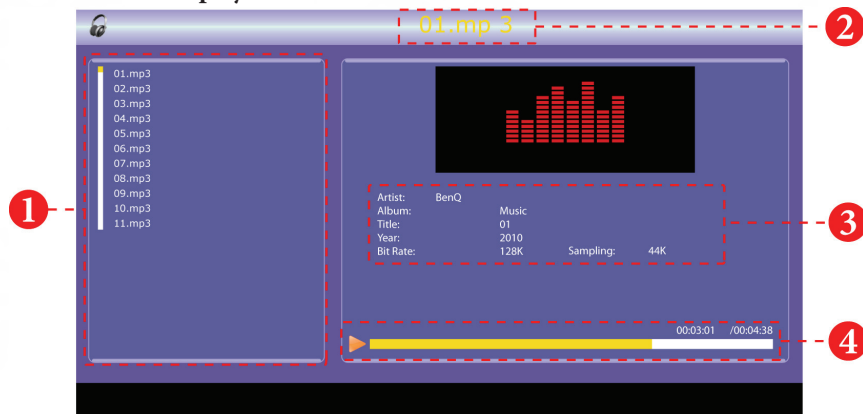 01.mp 3
2
01.mp3
02.mp3
03.mp3
04.mp3
05.mp3
06.mp3
07.mp3
08.mp3
09.mp3
10.mp3
11.mp3
1
Artist: BenQ
Album: Music
Title: 01
Year: 2010
Bit Rate: 128K Sampling: 44K
3
00:03:01 /00:04:38
4